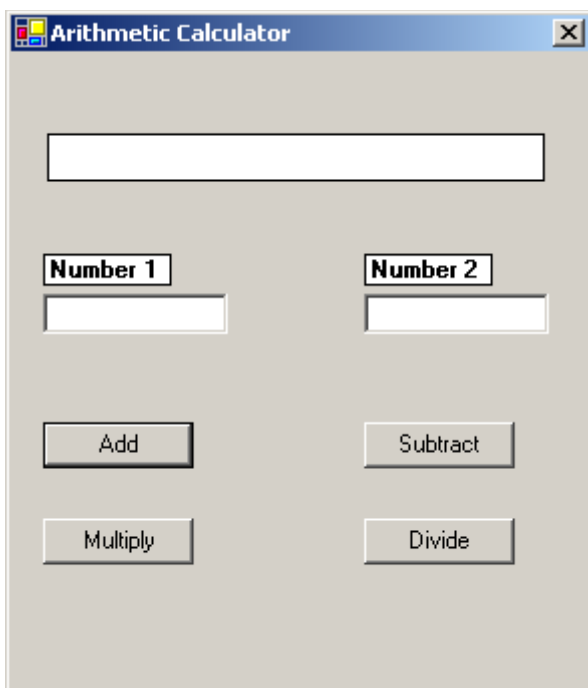 Arithmetic Calculator
Number 1 Number 2
Add Subtract
Multiply Divide